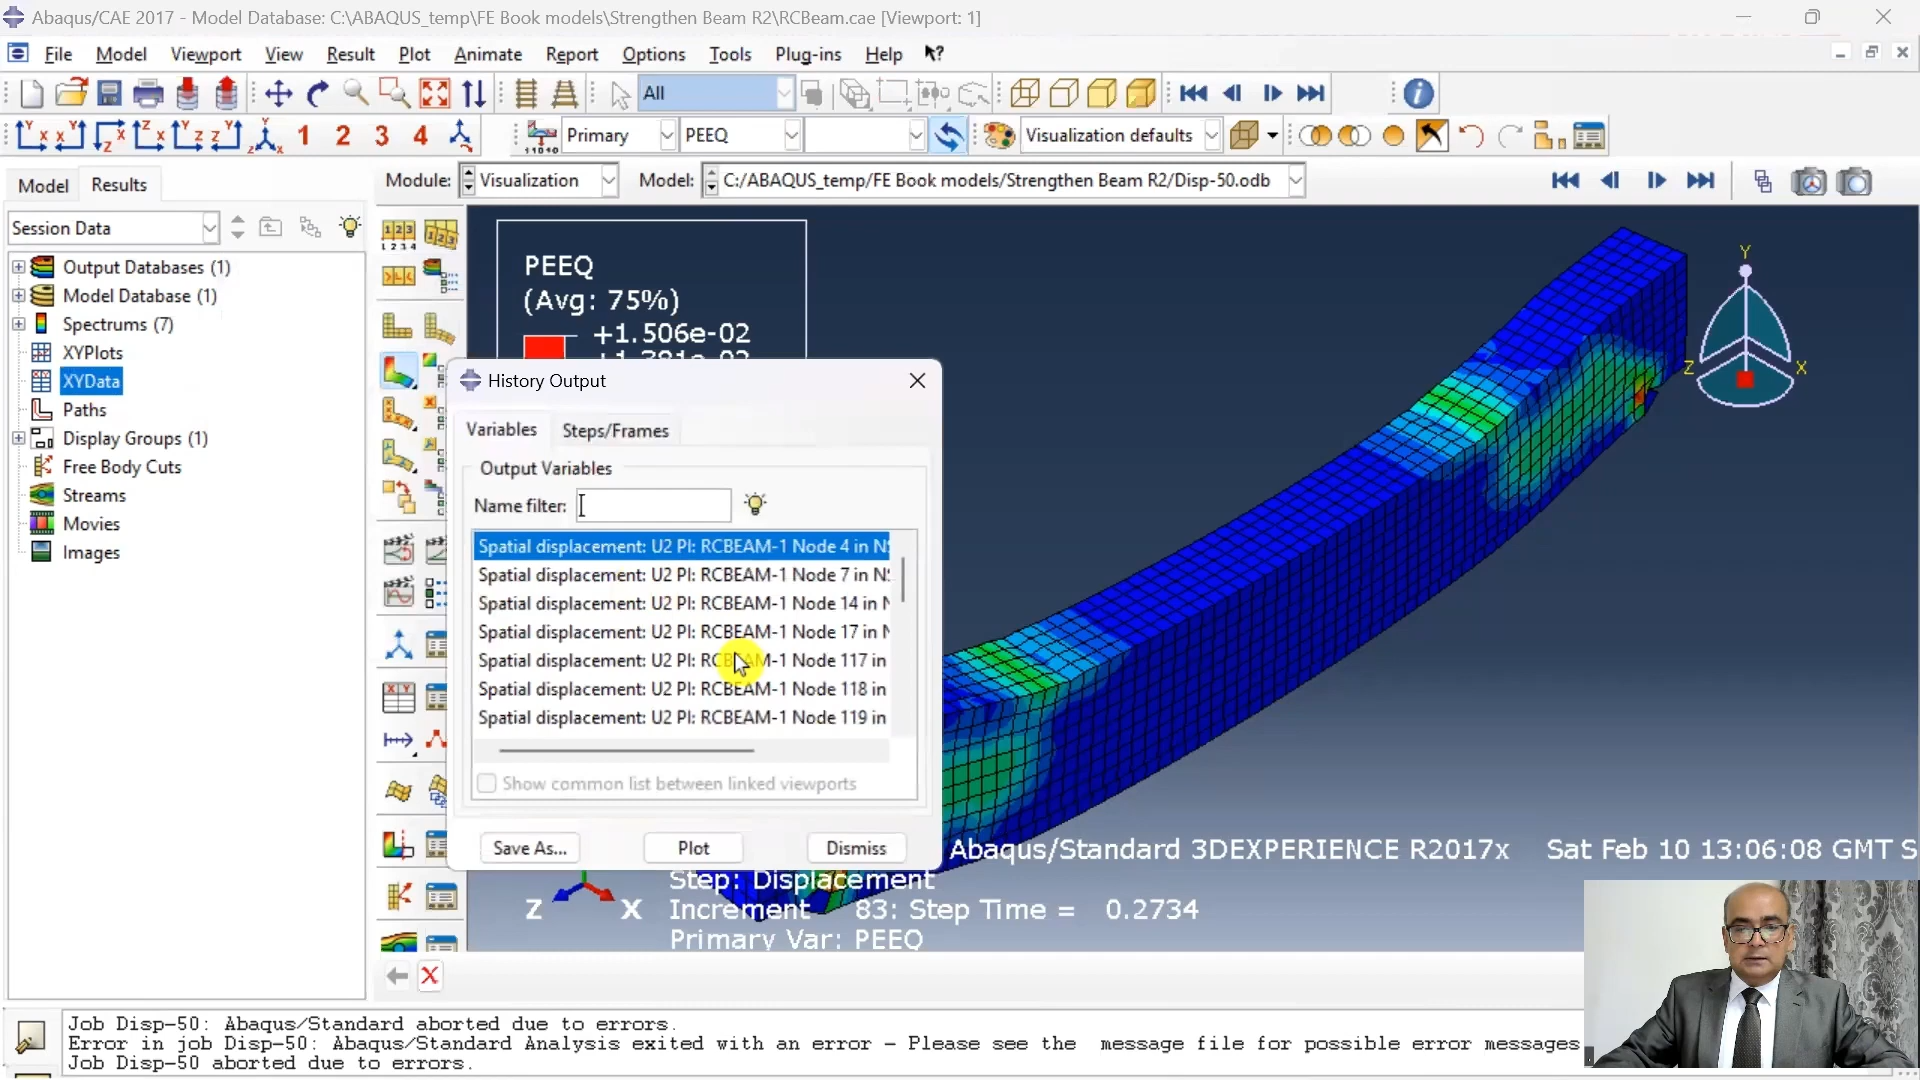 Abaqus/CAE 2017 - Model Database: C:\ABAQUS_temp\FE Book models\Strengthen Beam R2\RCBeam.cae [Viewport: 1]
File Model Viewport View Result Plot Animate Report Options Tools Plug-ins Help
All
1 2 3 4
Primary PEEQ Visualization defaults
Model Results
Module: Visualization Model: C:/ABAQUS_temp/FE Book models/Strengthen Beam R2/Disp-50.odb
Session Data
Output Databases (1)
Model Database (1)
Spectrums (7)
XYPlots
XYData
Paths
Display Groups (1)
Free Body Cuts
Streams
Movies
Images
PEEQ
(Avg: 75%)
+1.506e-02
History Output
Variables Steps/Frames
Output Variables
Name filter:
Spatial displacement: U2 PI: RCBEAM-1 Node 4 in
Spatial displacement: U2 PI: RCBEAM-1 Node 7 in
Spatial displacement: U2 PI: RCBEAM-1 Node 14 in
Spatial displacement: U2 PI: RCBEAM-1 Node 17 in
Spatial displacement: U2 PI: RCBEAM-1 Node 117 in
Spatial displacement: U2 PI: RCBEAM-1 Node 118 in
Spatial displacement: U2 PI: RCBEAM-1 Node 119 in
Show common list between linked viewports
Save As... Plot Dismiss
Y
Z X
Abaqus/Standard 3DEXPERIENCE R2017x Sat Feb 10 13:06:08 GMT S
Z X
Step: Displacement
Increment 83: Step Time = 0.2734
Primary Var: PEEQ
Job Disp-50: Abaqus/Standard aborted due to errors.
Error in job Disp-50: Abaqus/Standard Analysis exited with an error - Please see the message file for possible error messages
Job Disp-50 aborted due to errors.